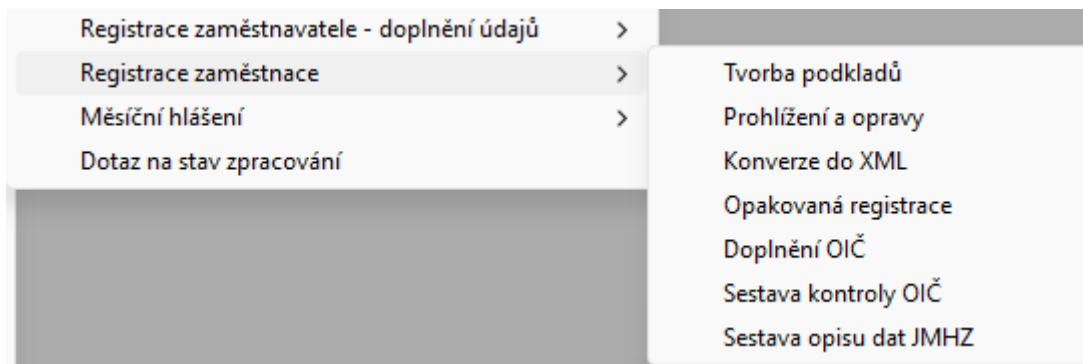 Registrace zaměstnavatele - doplnění údajů
Registrace zaměstnace
Měsíční hlášení
Dotaz na stav zpracování
Tvorba podkladů
Prohlížení a opravy
Konverze do XML
Opakovaná registrace
Doplnění OIČ
Sestava kontroly OIČ
Sestava opisu dat JMHZ